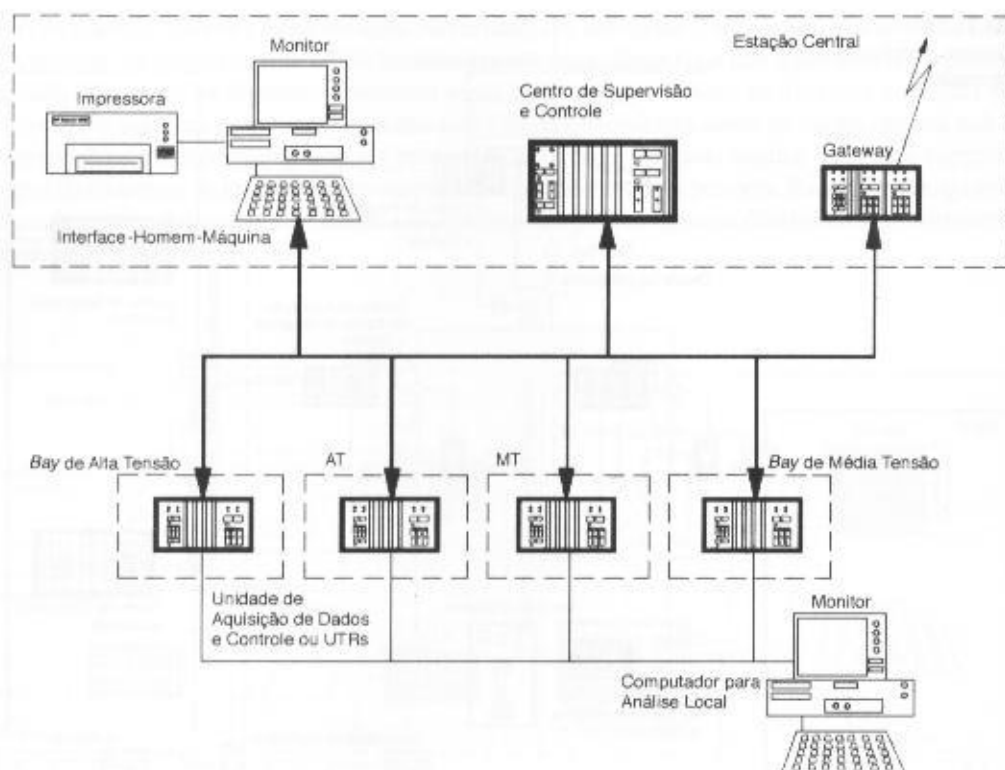 Monitor
Estação Central
Impressora
Centro de Supervisão
e Controle
Gateway
Interface-Homem-Máquina
Bay de Alta Tensão
AT
MT
Bay de Média Tensão
Unidade de
Aquisição de Dados
e Controle ou UTRs
Monitor
Computador para
Análise Local